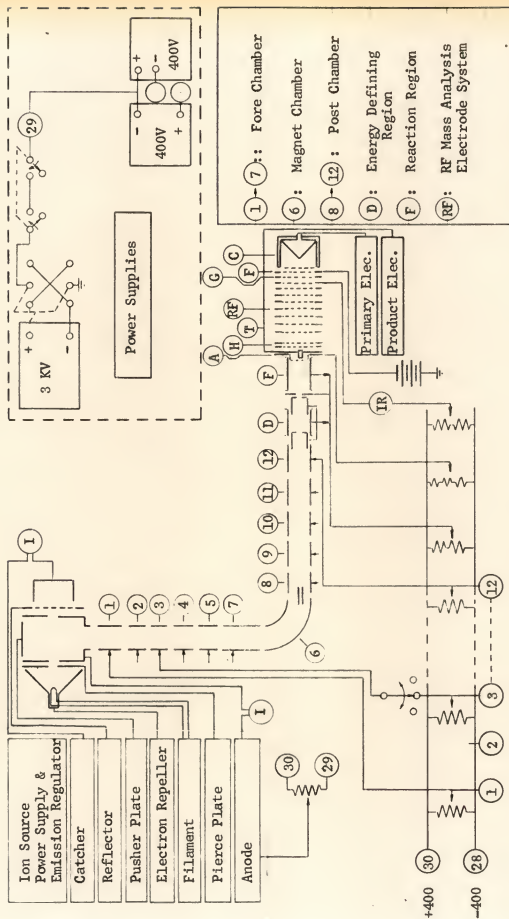 Ion Source
Power Supply &
Emission Regulator
Catcher
Reflector
Pusher Plate
Electron Repeller
Filament
Pierce Plate
Anode
I
I
30
29
1
2
3
4
5
7
6
8
9
10
11
12
D
F
A
H
T
RF
G
F
C
Primary Elec.
Product Elec.
IR
+400
30
-400
28
1
2
3
12
3 KV
+
-
29
400V
-
+
400V
+
-
Power Supplies
1 7 :: Fore Chamber
6 : Magnet Chamber
8 12 : Post Chamber
D : Energy Defining
Region
F : Reaction Region
RF : RF Mass Analysis
Electrode System